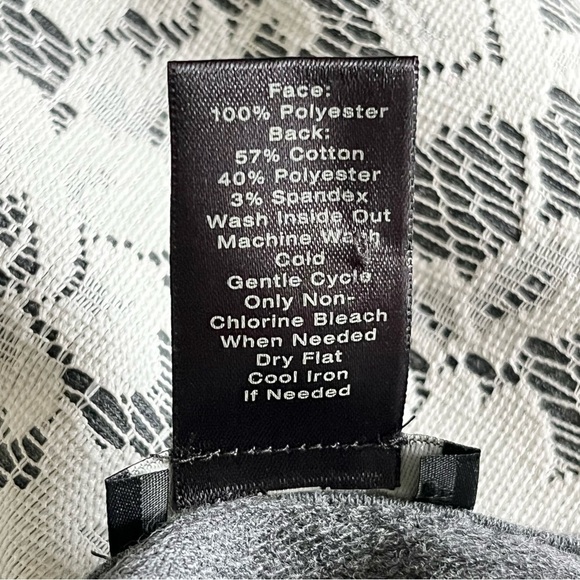 Face:
100% Polyester
Back:
57% Cotton
40% Polyester
3% Spandex
Wash Inside Out
Machine Wash
Cold
Gentle Cycle
Only Non-
Chlorine Bleach
When Needed
Dry Flat
Cool Iron
If Needed